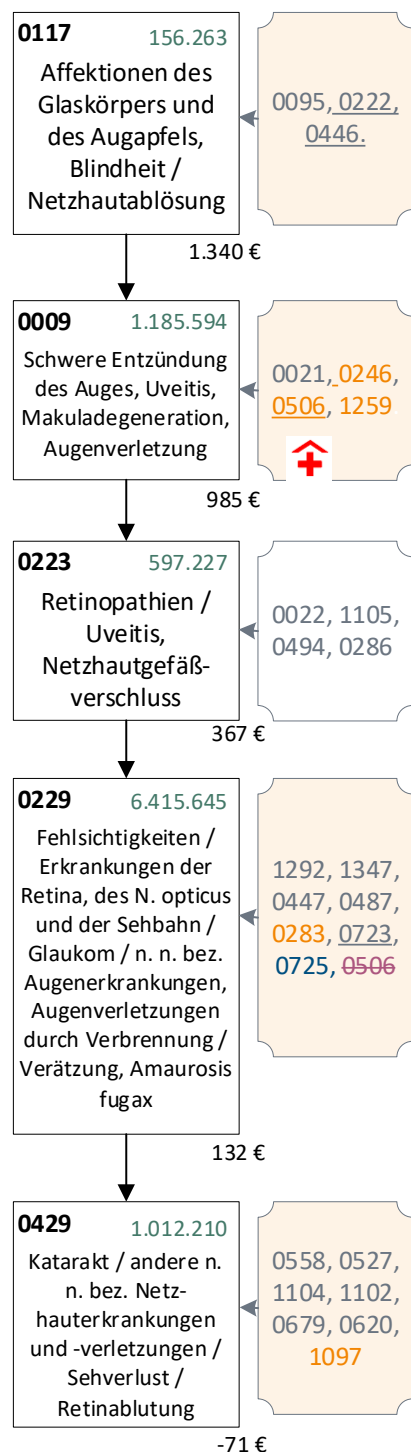 0117 156.263
Affektionen des
Glaskörpers und
des Augapfels,
Blindheit /
Netzhautablösung
0095, 0222,
0446.
1.340 €
0009 1.185.594
Schwere Entzündung
des Auges, Uveitis,
Makuladegeneration,
Augenverletzung
0021, 0246,
0506, 1259
985 €
0223 597.227
Retinopathien /
Uveitis,
Netzhautgefäß-
verschluss
0022, 1105,
0494, 0286
367 €
0229 6.415.645
Fehlsichtigkeiten /
Erkrankungen der
Retina, des N. opticus
und der Sehbahn /
Glaukom / n. n. bez.
Augenerkrankungen,
Augenverletzungen
durch Verbrennung /
Verätzung, Amaurosis
fugax
1292, 1347,
0447, 0487,
0283, 0723,
0725, 0506
132 €
0429 1.012.210
Katarakt / andere n.
n. bez. Netz-
hauterkrankungen
und -verletzungen /
Sehverlust /
Retinablutung
0558, 0527,
1104, 1102,
0679, 0620,
1097
-71 €